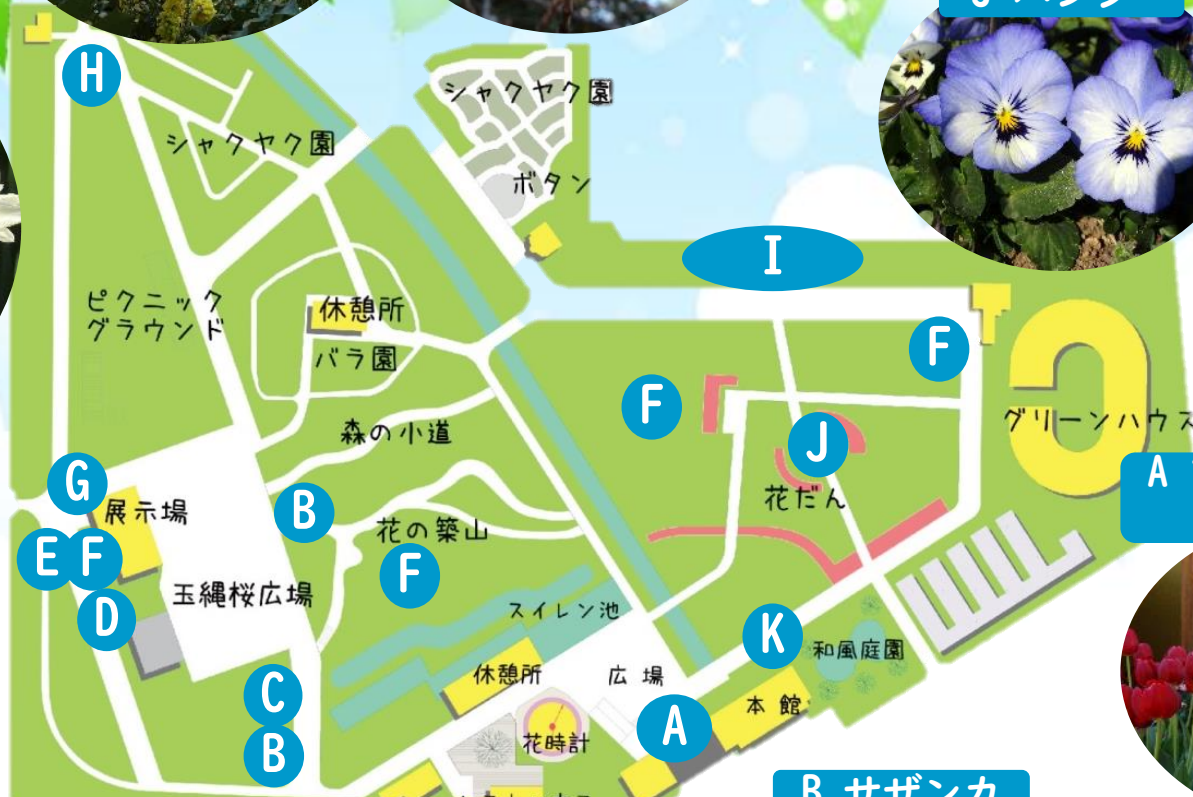 H
シャクヤク園
シャクヤク園
ボタン
I
ピクニック
グラウンド
休憩所
バラ園
F
F
グリーンハウス
森の小道
J
花だん
A
G
展示場
B
花の築山
E
F
F
D
玉縄桜広場
スイレン池
K
和風庭園
休憩所
広場
C
本館
A
花時計
B
B サザンカ